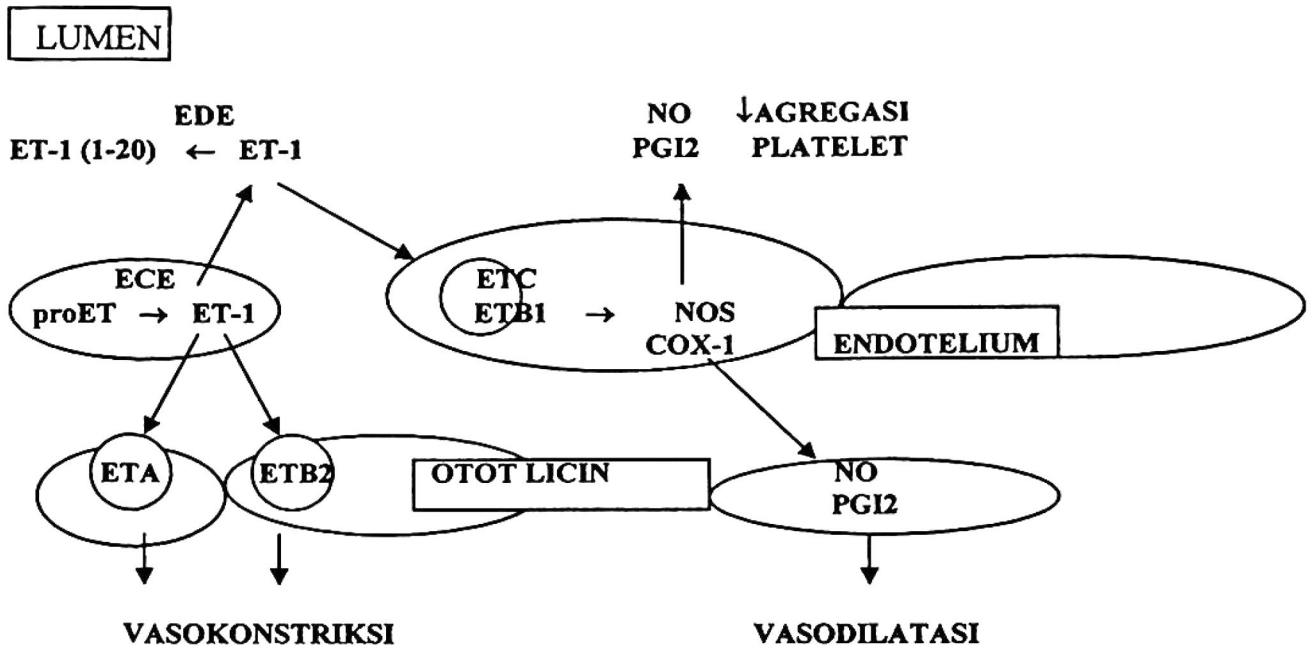 LUMEN
EDE
NO ↓AGREGASI
ET-1 (1-20) ← ET-1
PGI2 PLATELET
ECE
proET → ET-1
ETC
ETB1 → NOS
COX-1
ENDOTELIUM
ETA
ETB2
OTOT LICIN
NO
PGI2
VASOKONSTRIKSI
VASODILATASI